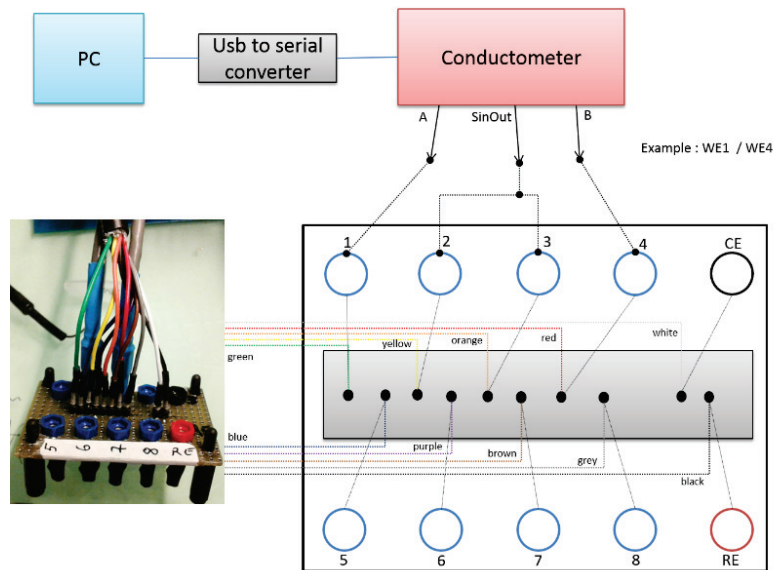 PC
Usb to serial
converter
Conductometer
A
SinOut
B
Example : WE1 / WE4
1
2
3
4
CE
white
red
orange
yellow
green
blue
purple
brown
grey
black
5
6
7
8
RE
5 6 7 8 RE